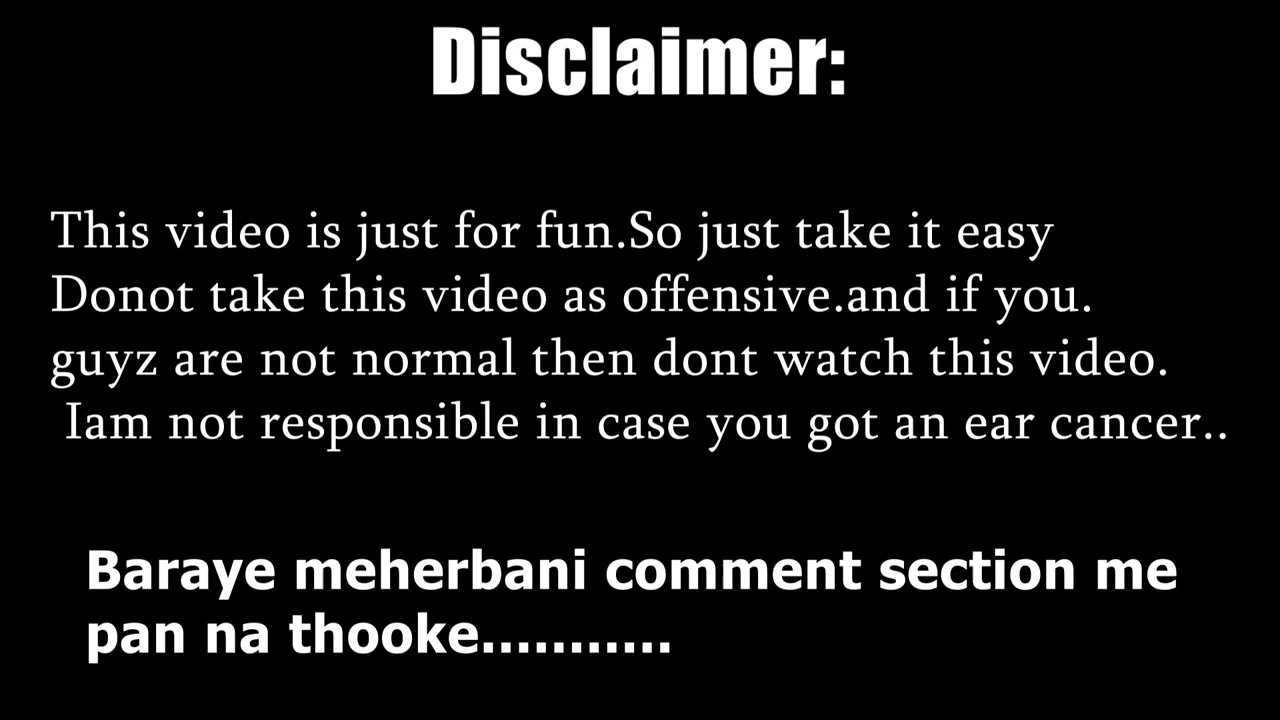 Disclaimer:
This video is just for fun.So just take it easy
Donot take this video as offensive.and if you.
guyz are not normal then dont watch this video.
Iam not responsible in case you got an ear cancer..
Baraye meherbani comment section me
pan na thooke...........